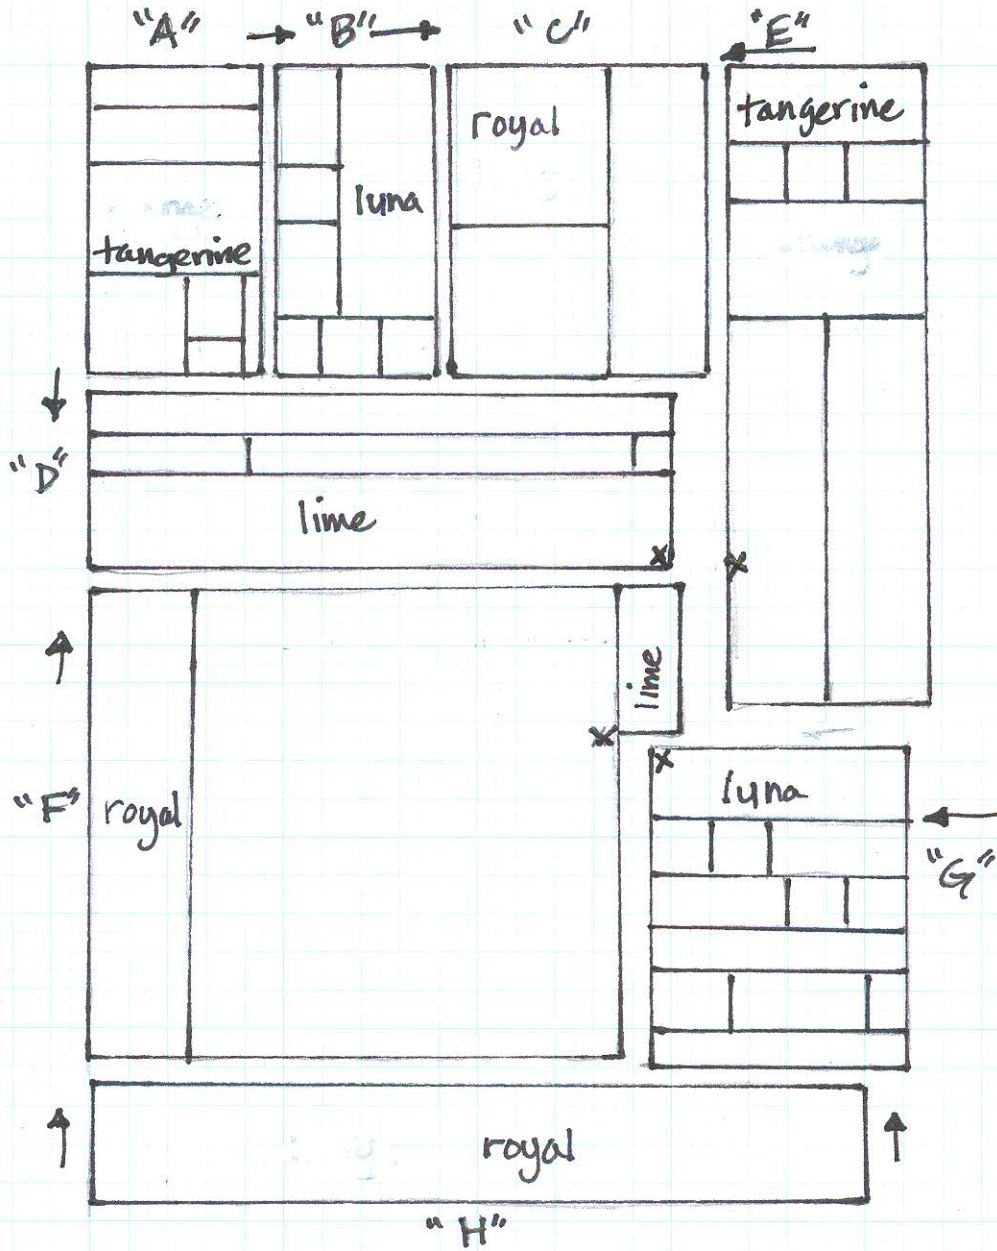 "A"
"B"
"C"
"E"
royal
tangerine
luna
tangerine
"D"
lime
lime
"F"
royal
luna
"G"
royal
"H"